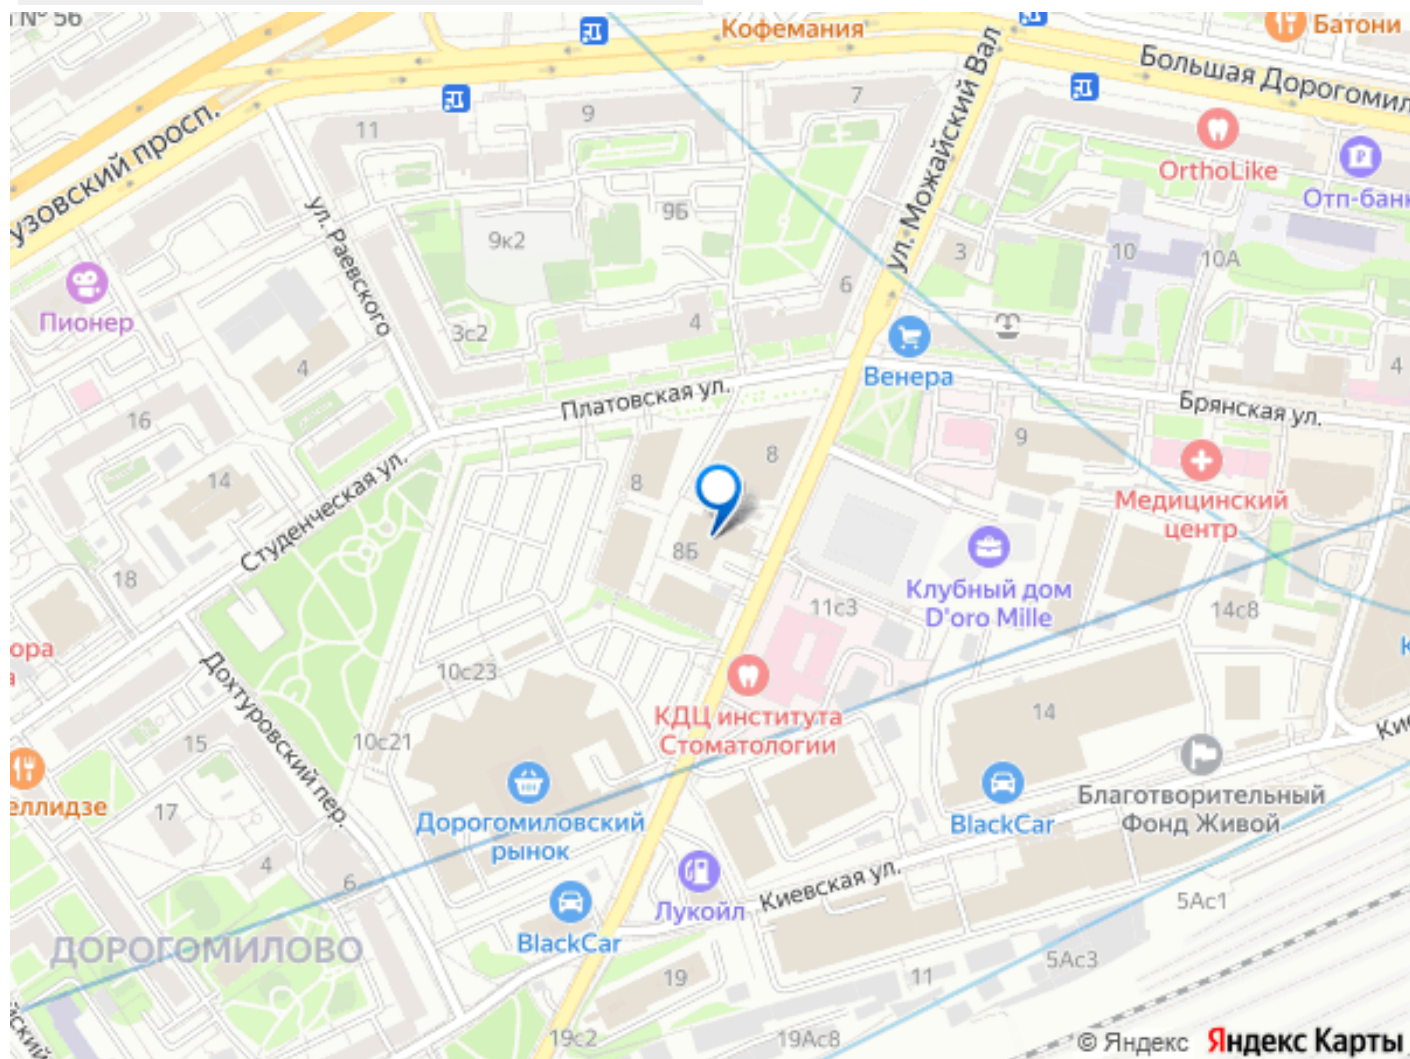 № 56
Кофемания
Батони
Большая Дорогомил
узовский просп.
ул. Можайский Вал
11
9
7
OrthoLike
Отп-банк
ул. Раевского
9Б
9к2
3
10
10А
Пионер
6
3с2
4
4
Венера
4
16
Платовская ул.
Брянская ул.
9
8
8
14
Студенческая ул.
Медицинский
центр
8Б
18
Клубный дом
D'oro Mille
11с3
14с8
ора
а
10с23
Дохтуровский пер.
КДЦ института
Стоматологии
14
Кие
15
10с21
еллидзе
17
Дорогомиловский
рынок
BlackCar
Благотворительный
Фонд Живой
4
6
Киевская ул.
Лукойл
5Ас1
BlackCar
ДОРОГОМИЛОВО
19
11
5Ас3
19с2
19Ас8
© Яндекс Яндекс Карты